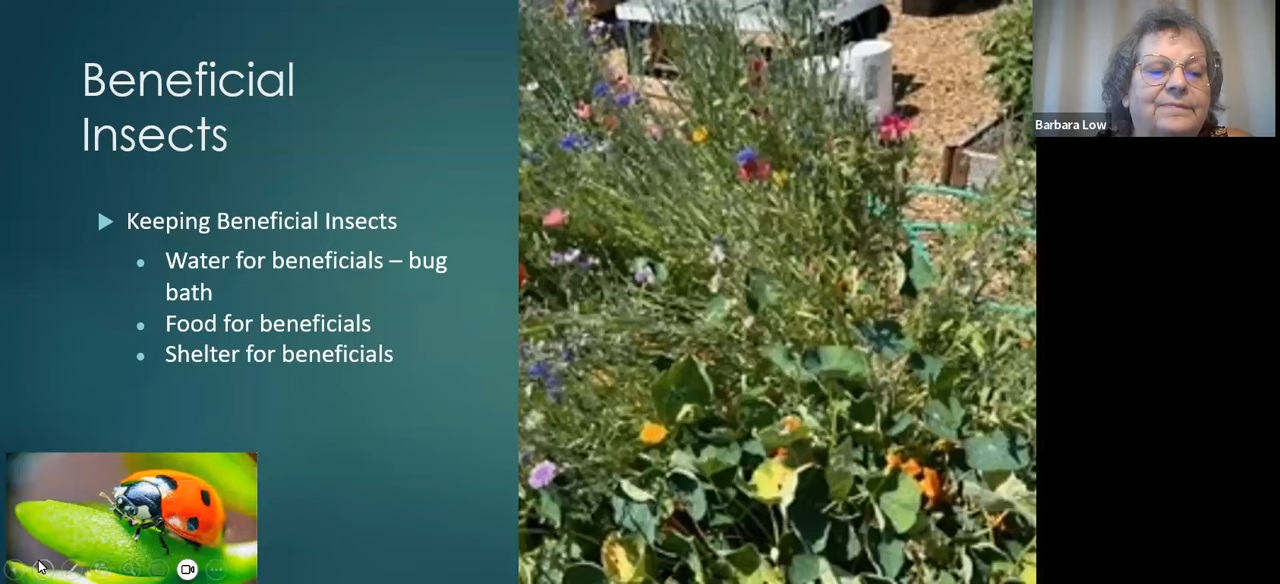 Beneficial
Insects
Keeping Beneficial Insects
Water for beneficials – bug
bath
Food for beneficials
Shelter for beneficials
Barbara Low